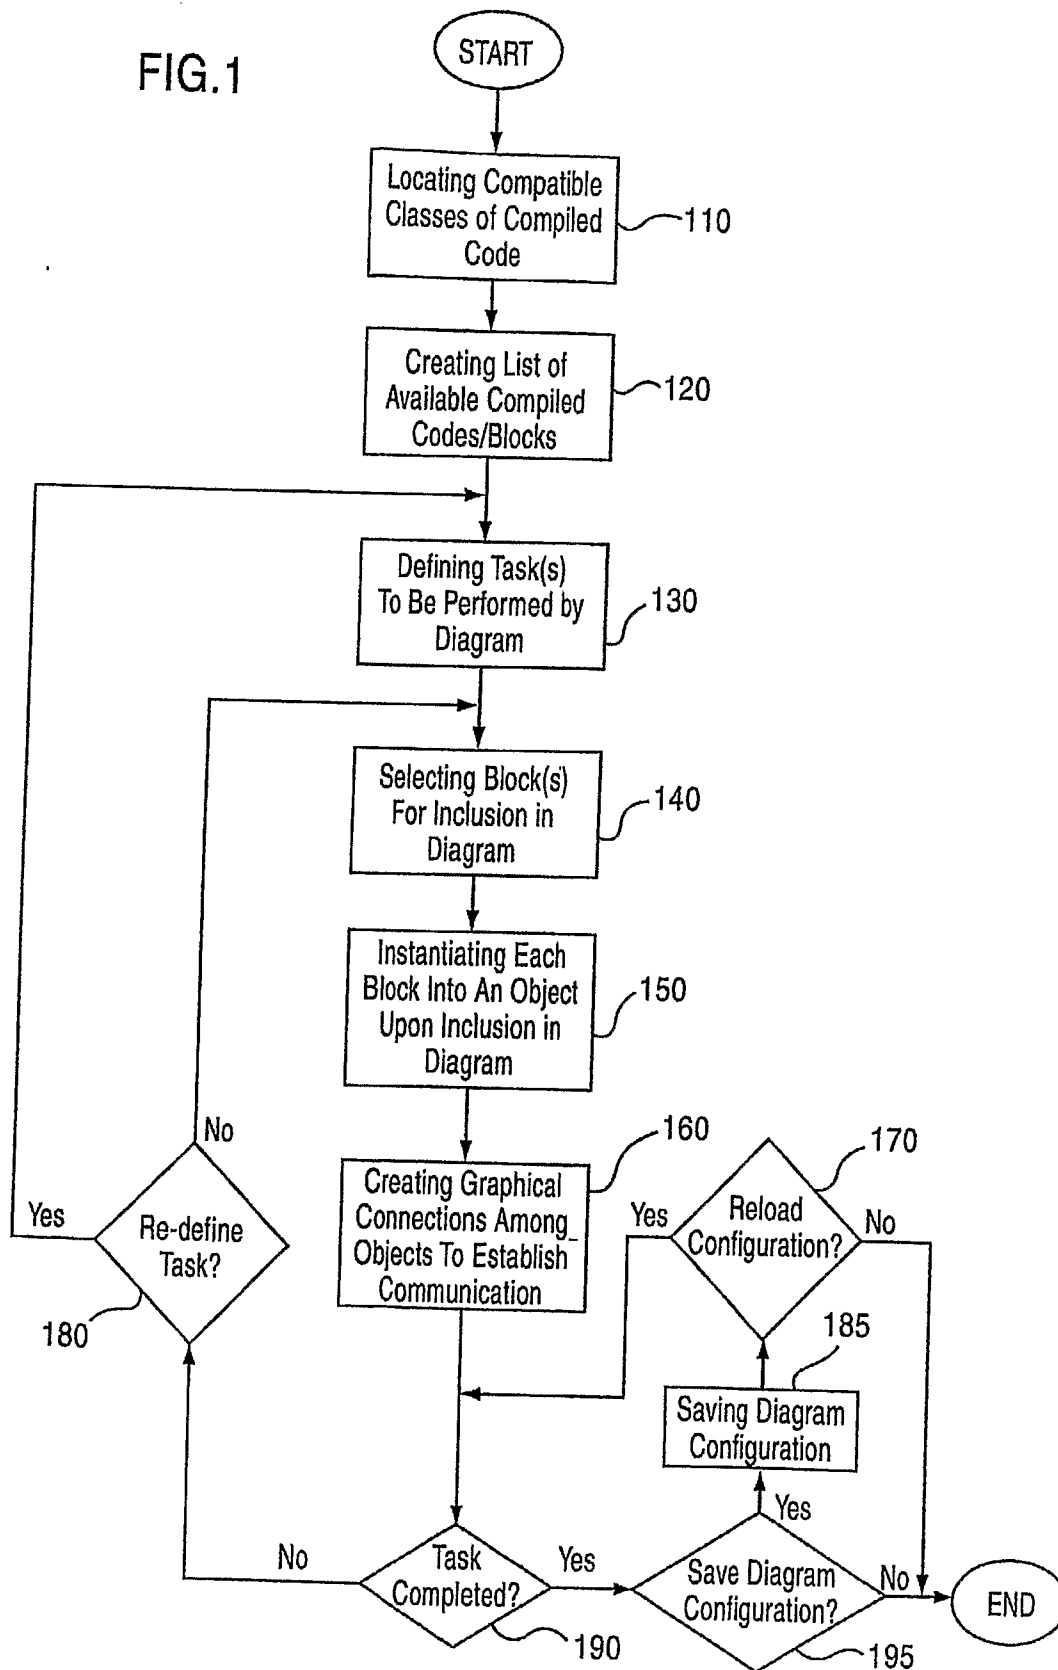 FIG.1
START
Locating Compatible
Classes of Compiled
Code
110
Creating List of
Available Compiled
Codes/Blocks
120
Defining Task(s)
To Be Performed by
Diagram
130
Selecting Block(s)
For Inclusion in
Diagram
140
Instantiating Each
Block Into An Object
Upon Inclusion in
Diagram
150
No
160
170
Creating Graphical
Connections Among
Objects To Establish
Communication
Yes
Re-define
Task?
180
Yes
Reload
Configuration?
No
185
Saving Diagram
Configuration
Yes
No
Task
Completed?
190
Yes
Save Diagram
Configuration?
195
No
END